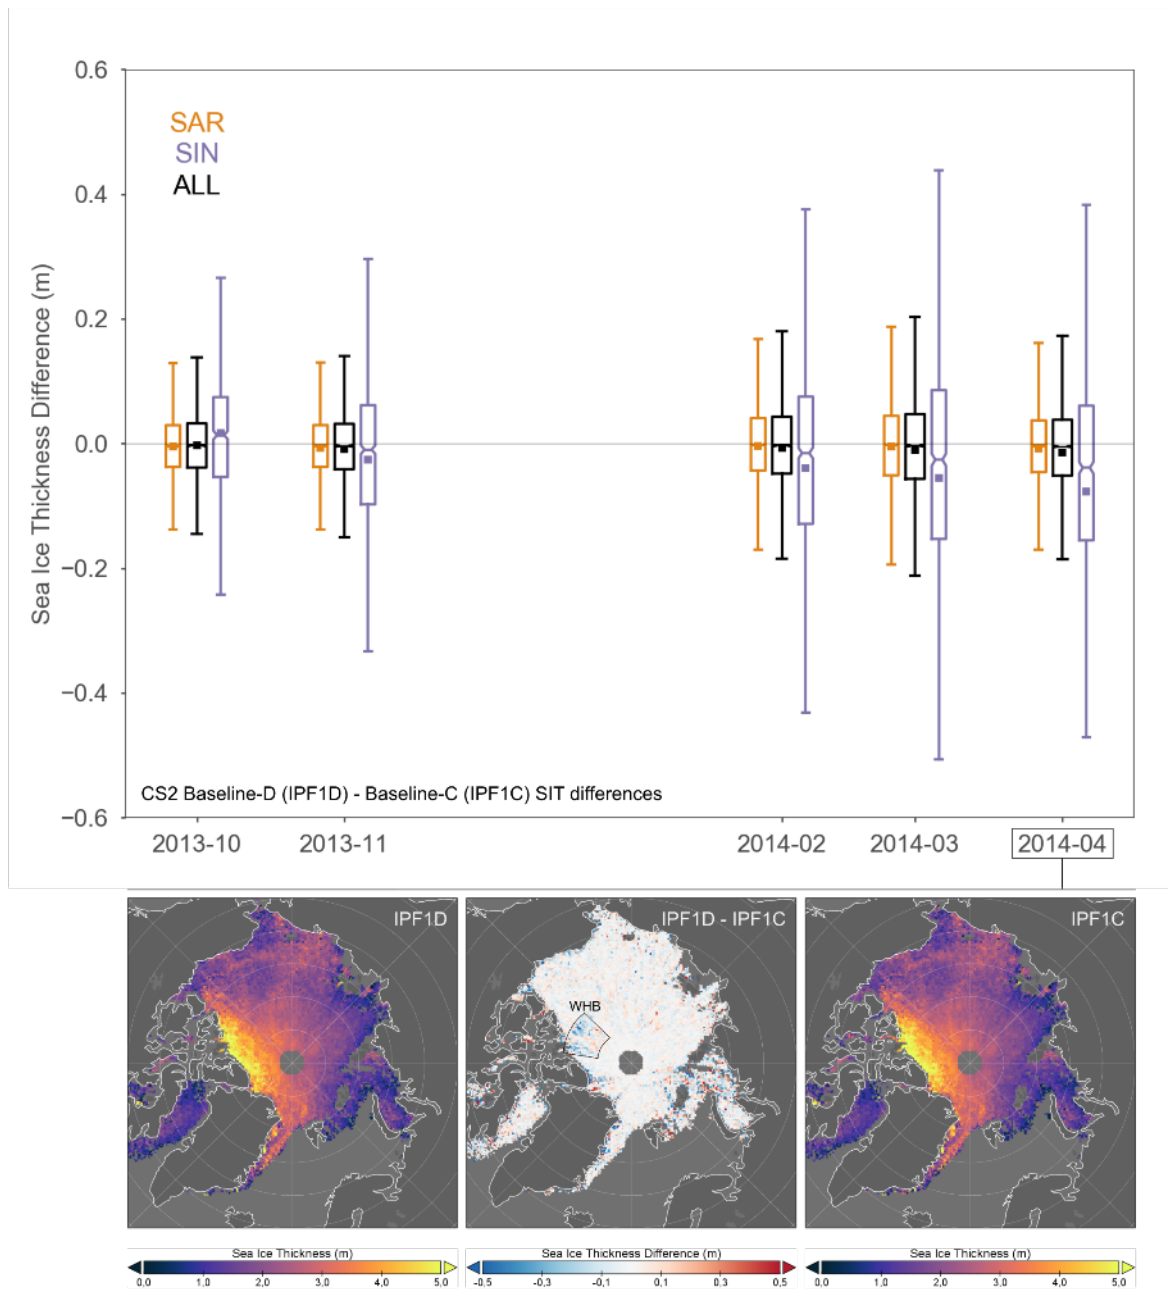 0.6
SAR
SIN
ALL
0.4
0.2
0.0
−0.2
−0.4
−0.6
Sea Ice Thickness Difference (m)
CS2 Baseline-D (IPF1D) - Baseline-C (IPF1C) SIT differences
2013-10 2013-11 2014-02 2014-03 2014-04
IPF1D
IPF1D - IPF1C
WHB
IPF1C
Sea Ice Thickness (m)
0,0 1,0 2,0 3,0 4,0 5,0
Sea Ice Thickness Difference (m)
-0,5 -0,3 -0,1 0,1 0,3 0,5
Sea Ice Thickness (m)
0,0 1,0 2,0 3,0 4,0 5,0